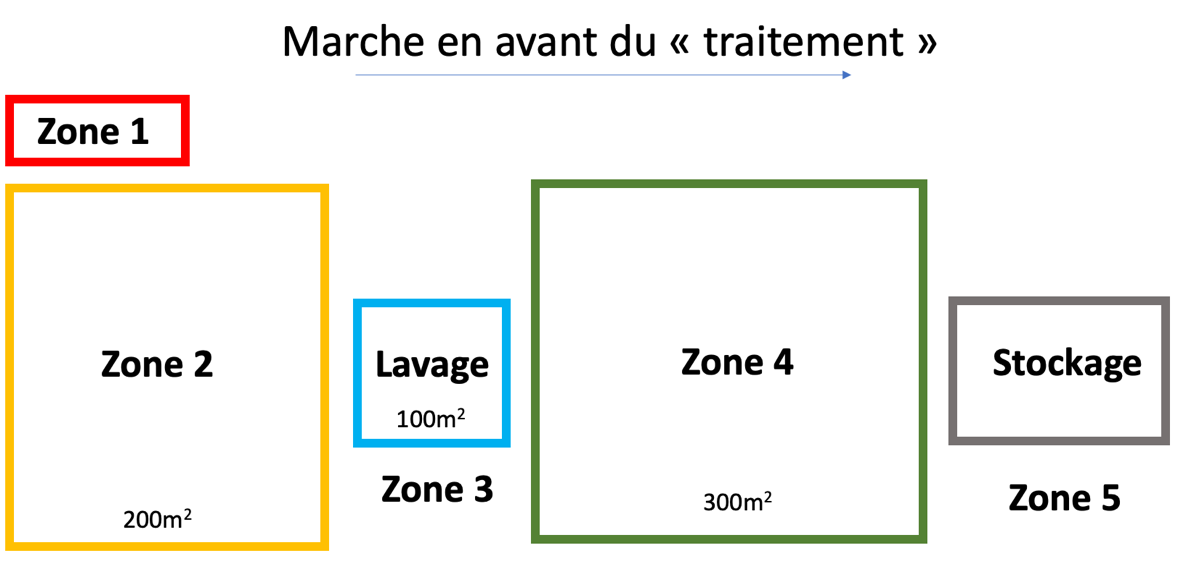 Marche en avant du « traitement »
Zone 1
Zone 2
200m²
Lavage
100m²
Zone 3
Zone 4
300m²
Stockage
Zone 5